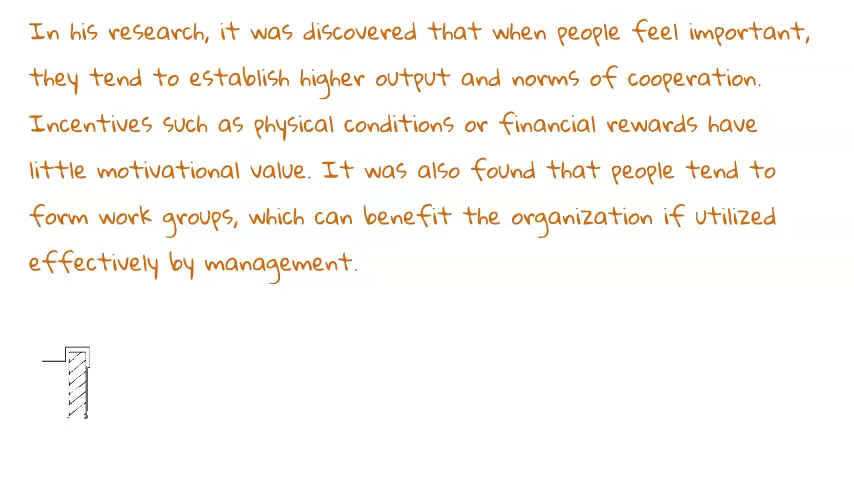 In his research, it was discovered that when people feel important,
they tend to establish higher output and norms of cooperation.
Incentives such as physical conditions or financial rewards have
little motivational value. It was also found that people tend to
form work groups, which can benefit the organization if utilized
effectively by management.